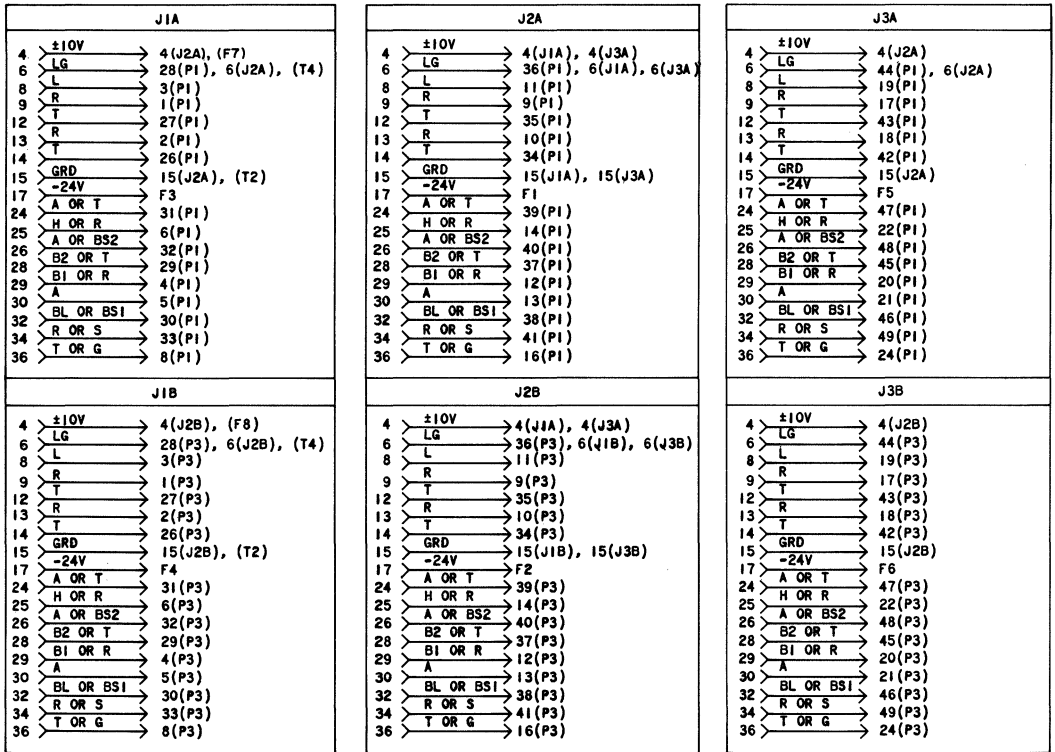 J1A
4 ±10V 4(J2A), (F7)
6 LG 28(P1), 6(J2A), (T4)
8 L 3(P1)
9 R 1(P1)
12 T 27(P1)
13 R 2(P1)
14 T 26(P1)
15 GRD 15(J2A), (T2)
17 -24V F3
24 A OR T 31(P1)
25 H OR R 6(P1)
26 A OR BS2 32(P1)
28 B2 OR T 29(P1)
29 B1 OR R 4(P1)
30 A 5(P1)
32 BL OR BS1 30(P1)
34 R OR S 33(P1)
36 T OR G 8(P1)
J2A
4 ±10V 4(J1A), 4(J3A)
6 LG 36(P1), 6(J1A), 6(J3A)
8 L 11(P1)
9 R 9(P1)
12 T 35(P1)
13 R 10(P1)
14 T 34(P1)
15 GRD 15(J1A), 15(J3A)
17 -24V F1
24 A OR T 39(P1)
25 H OR R 14(P1)
26 A OR BS2 40(P1)
28 B2 OR T 37(P1)
29 B1 OR R 12(P1)
30 A 13(P1)
32 BL OR BS1 38(P1)
34 R OR S 41(P1)
36 T OR G 16(P1)
J3A
4 ±10V 4(J2A)
6 LG 44(P1), 6(J2A)
8 L 19(P1)
9 R 17(P1)
12 T 43(P1)
13 R 18(P1)
14 T 42(P1)
15 GRD 15(J2A)
17 -24V F5
24 A OR T 47(P1)
25 H OR R 22(P1)
26 A OR BS2 48(P1)
28 B2 OR T 45(P1)
29 B1 OR R 20(P1)
30 A 21(P1)
32 BL OR BS1 46(P1)
34 R OR S 49(P1)
36 T OR G 24(P1)
J1B
4 ±10V 4(J2B), (F8)
6 LG 28(P3), 6(J2B), (T4)
8 L 3(P3)
9 R 1(P3)
12 T 27(P3)
13 R 2(P3)
14 T 26(P3)
15 GRD 15(J2B), (T2)
17 -24V F4
24 A OR T 31(P3)
25 H OR R 6(P3)
26 A OR BS2 32(P3)
28 B2 OR T 29(P3)
29 B1 OR R 4(P3)
30 A 5(P3)
32 BL OR BS1 30(P3)
34 R OR S 33(P3)
36 T OR G 8(P3)
J2B
4 ±10V 4(J1A), 4(J3A)
6 LG 36(P3), 6(J1B), 6(J3B)
8 L 11(P3)
9 R 9(P3)
12 T 35(P3)
13 R 10(P3)
14 T 34(P3)
15 GRD 15(J1B), 15(J3B)
17 -24V F2
24 A OR T 39(P3)
25 H OR R 14(P3)
26 A OR BS2 40(P3)
28 B2 OR T 37(P3)
29 B1 OR R 12(P3)
30 A 13(P3)
32 BL OR BS1 38(P3)
34 R OR S 41(P3)
36 T OR G 16(P3)
J3B
4 ±10V 4(J2B)
6 LG 44(P3)
8 L 19(P3)
9 R 17(P3)
12 T 43(P3)
13 R 18(P3)
14 T 42(P3)
15 GRD 15(J2B)
17 -24V F6
24 A OR T 47(P3)
25 H OR R 22(P3)
26 A OR BS2 48(P3)
28 B2 OR T 45(P3)
29 B1 OR R 20(P3)
30 A 21(P3)
32 BL OR BS1 46(P3)
34 R OR S 49(P3)
36 T OR G 24(P3)